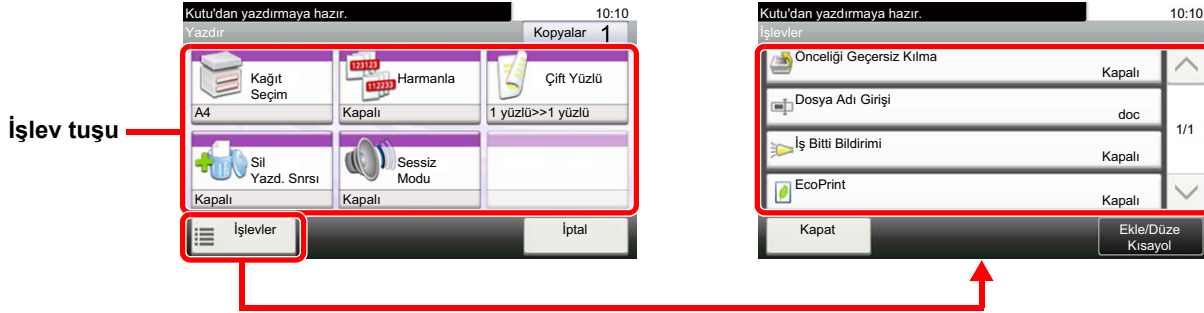 Kutu'dan yazdırmaya hazır.
10:10
Yazdır
Kopyalar 1
Kağıt
Seçim
A4
123123
112233
Harmanla
Kapalı
Çift Yüzlü
1 yüzlü>>1 yüzlü
İşlev tuşu
Sil
Yazd. Snrsı
Kapalı
Sessiz
Modu
Kapalı
İşlevler
İptal
Kutu'dan yazdırmaya hazır.
10:10
İşlevler
Önceliği Geçersiz Kılma
Kapalı
Dosya Adı Girişi
doc
1/1
İş Bitti Bildirimi
Kapalı
EcoPrint
Kapalı
Kapat
Ekle/Düze
Kısayol